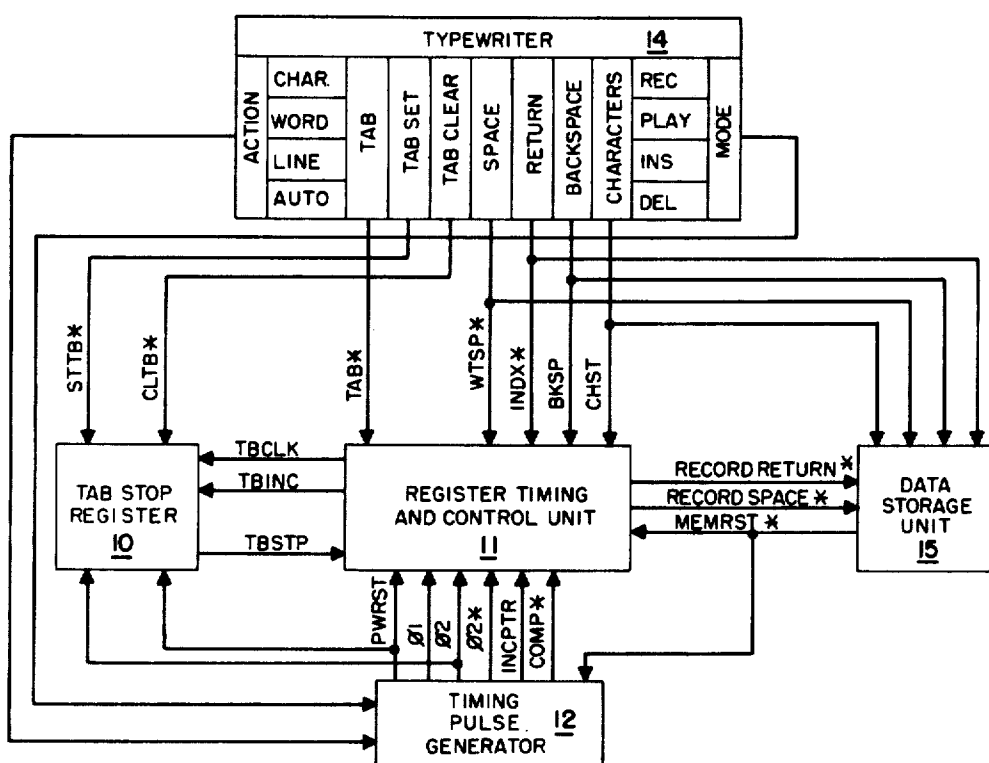 TYPEWRITER 14
ACTION
CHAR.
WORD
LINE
AUTO
TAB
TAB SET
TAB CLEAR
SPACE
RETURN
BACKSPACE
CHARACTERS
REC
PLAY
INS
DEL
MODE
STTB*
CLTB*
TAB*
WTSP*
INDX*
BKSP
CHST
TAB STOP
REGISTER
10
TBCLK
TBINC
TBSTP
REGISTER TIMING
AND CONTROL UNIT
11
RECORD RETURN*
RECORD SPACE*
MEMRST*
DATA
STORAGE
UNIT
15
PWRST
Ø1
Ø2
Ø2*
INCPTR
COMP*
TIMING
PULSE.
GENERATOR
12